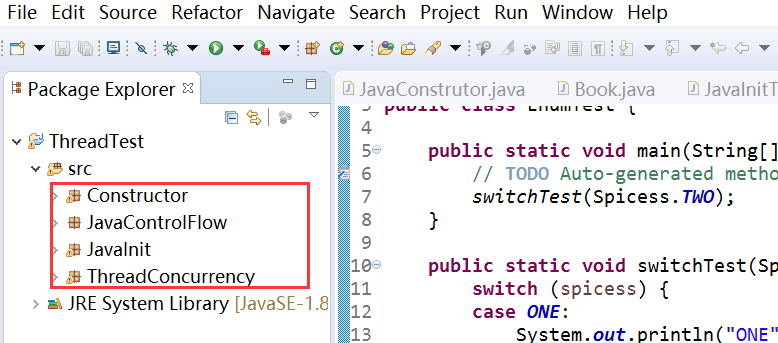 File Edit Source Refactor Navigate Search Project Run Window Help
Package Explorer
ThreadTest
src
Constructor
JavaControlFlow
JavaInit
ThreadConcurrency
JRE System Library [JavaSE-1.8
JavaConstrutor.java Book.java JavaInitT
public class EnumTest {
4
5 public static void main(String[]
6 // TODO Auto-generated metho
7 switchTest(Spicess.TWO);
8 }
9
10 public static void switchTest(Sp
11 switch (spicess) {
12 case ONE:
13 System.out.println("ONE"